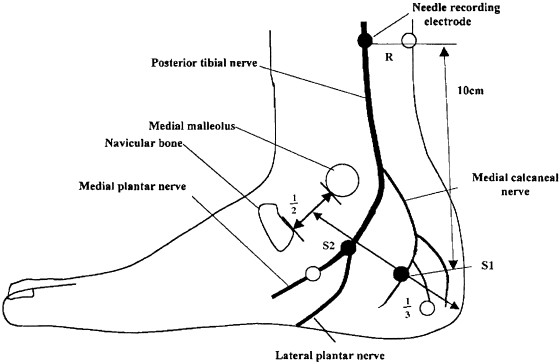 Needle recording
electrode
R
Posterior tibial nerve
10cm
Medial malleolus
Navicular bone
Medial calcaneal
nerve
Medial plantar nerve
1/2
S2
S1
1/3
Lateral plantar nerve